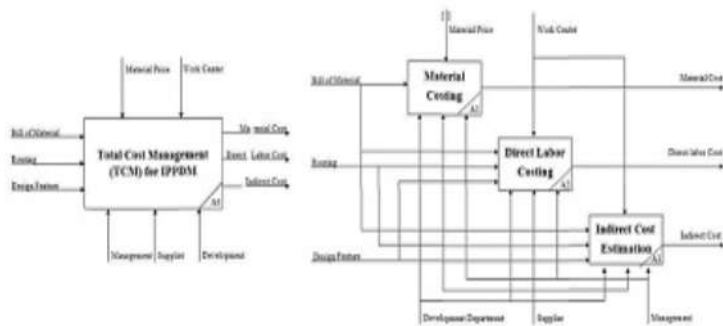 Material Price
Work Center
Bill of Material
Routing
Design Feature
Total Cost Management
(TCM) for IPPDM
Material Cost
Direct Labor Cost
Indirect Cost
Management
Supplier
Development
Material Price
Work Center
Bill of Material
Material
Costing
A1
Material Cost
Routing
Direct Labor
Costing
A2
Direct labor Cost
Design Feature
Indirect Cost
Estimation
A3
Indirect Cost
Development Department
Supplier
Management